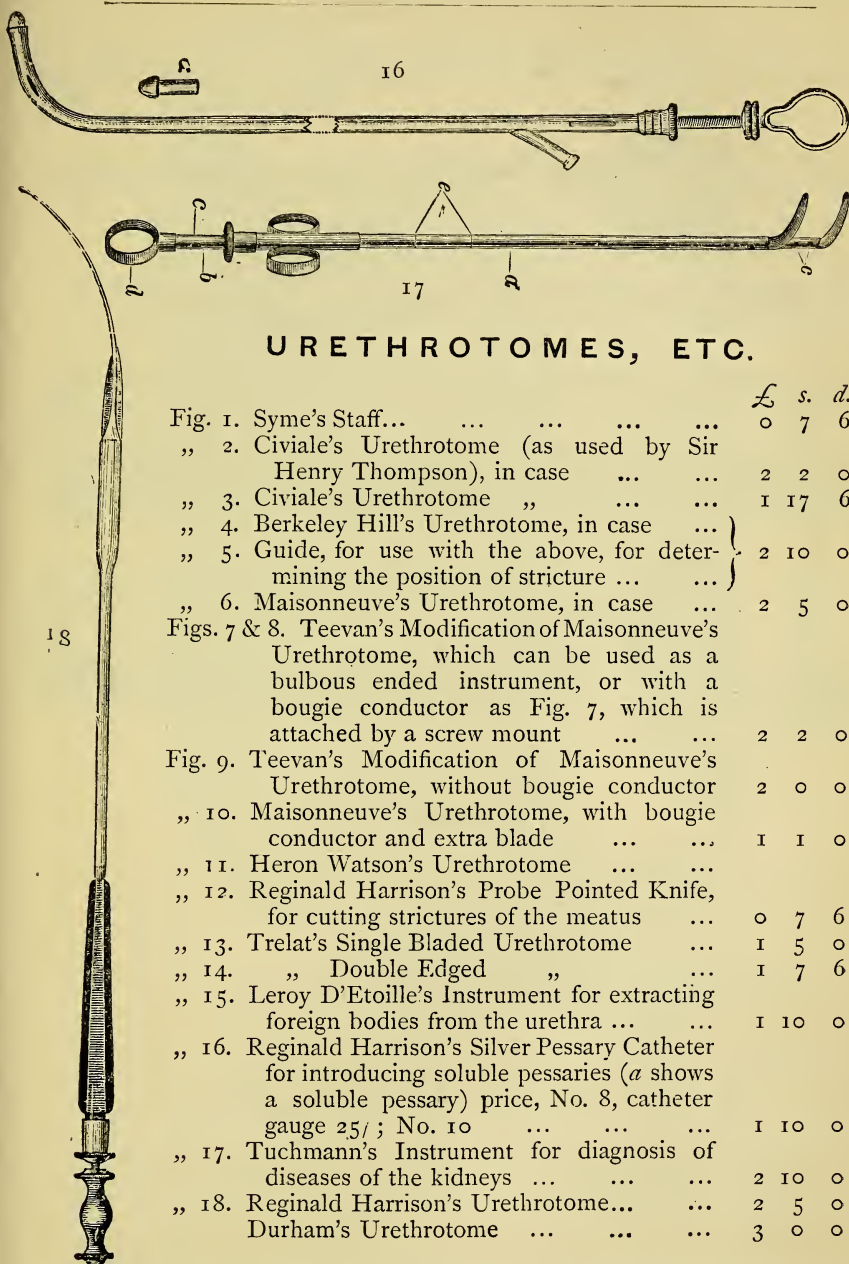 16
a
c
e
17
d
b
a
c
18
URETHROTOMES, ETC.
£ s. d.
Fig. 1. Syme's Staff... ... ... ... ... 0 7 6
„ 2. Civiale's Urethrotome (as used by Sir
Henry Thompson), in case ... ... 2 2 0
„ 3. Civiale's Urethrotome „ ... ... 1 17 6
„ 4. Berkeley Hill's Urethrotome, in case ...
„ 5. Guide, for use with the above, for deter- 2 10 0
mining the position of stricture ... ...
„ 6. Maisonneuve's Urethrotome, in case ... 2 5 0
Figs. 7 & 8. Teevan's Modification of Maisonneuve's
Urethrotome, which can be used as a
bulbous ended instrument, or with a
bougie conductor as Fig. 7, which is
attached by a screw mount ... ... 2 2 0
Fig. 9. Teevan's Modification of Maisonneuve's
Urethrotome, without bougie conductor 2 0 0
„ 10. Maisonneuve's Urethrotome, with bougie
conductor and extra blade ... ... 1 1 0
„ 11. Heron Watson's Urethrotome ... ...
„ 12. Reginald Harrison's Probe Pointed Knife,
for cutting strictures of the meatus ... 0 7 6
„ 13. Trelat's Single Bladed Urethrotome ... 1 5 0
„ 14. „ Double Edged „ ... 1 7 6
„ 15. Leroy D'Etoille's Instrument for extracting
foreign bodies from the urethra ... ... 1 10 0
„ 16. Reginald Harrison's Silver Pessary Catheter
for introducing soluble pessaries (a shows
a soluble pessary) price, No. 8, catheter
gauge 25/; No. 10 ... ... ... 1 10 0
„ 17. Tuchmann's Instrument for diagnosis of
diseases of the kidneys ... ... ... 2 10 0
„ 18. Reginald Harrison's Urethrotome... ... 2 5 0
Durham's Urethrotome ... ... ... 3 0 0